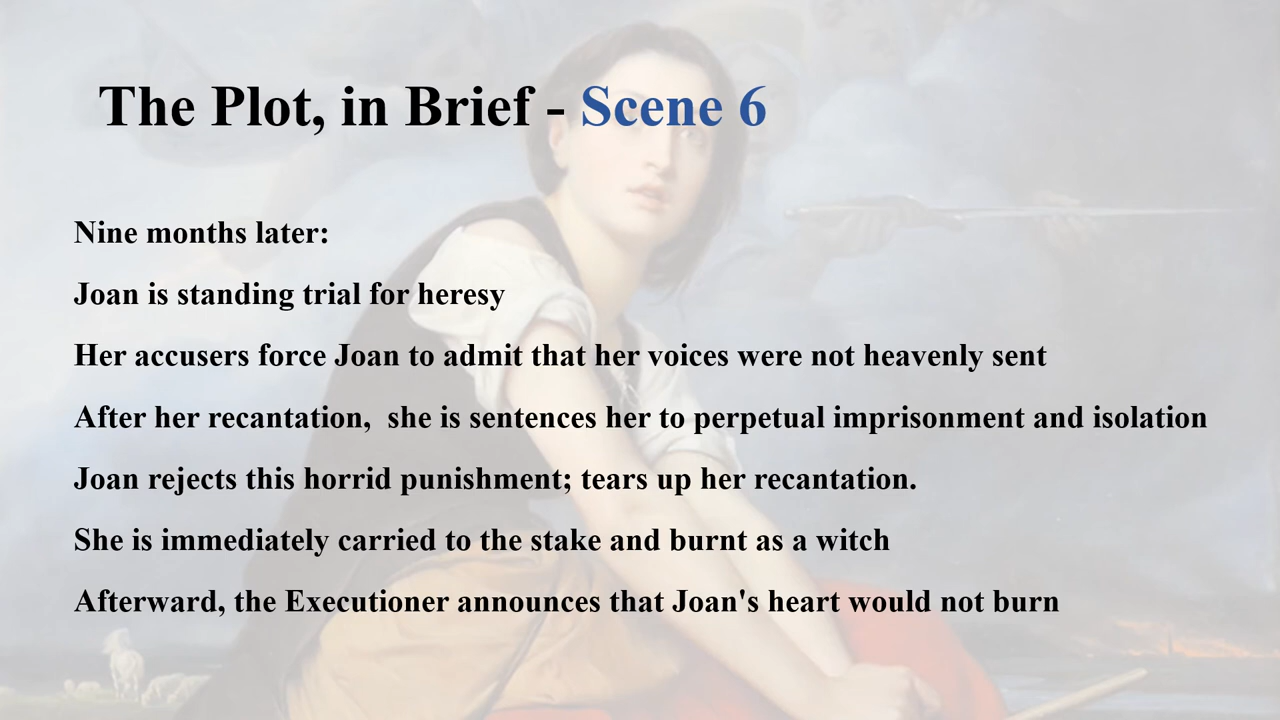 The Plot, in Brief - Scene 6
Nine months later:
Joan is standing trial for heresy
Her accusers force Joan to admit that her voices were not heavenly sent
After her recantation,  she is sentences her to perpetual imprisonment and isolation
Joan rejects this horrid punishment; tears up her recantation.
She is immediately carried to the stake and burnt as a witch
Afterward, the Executioner announces that Joan's heart would not burn